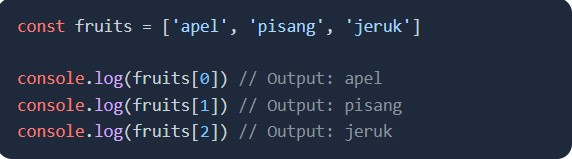 const fruits = ['apel', 'pisang', 'jeruk']
console.log(fruits[0]) // Output: apel
console.log(fruits[1]) // Output: pisang
console.log(fruits[2]) // Output: jeruk